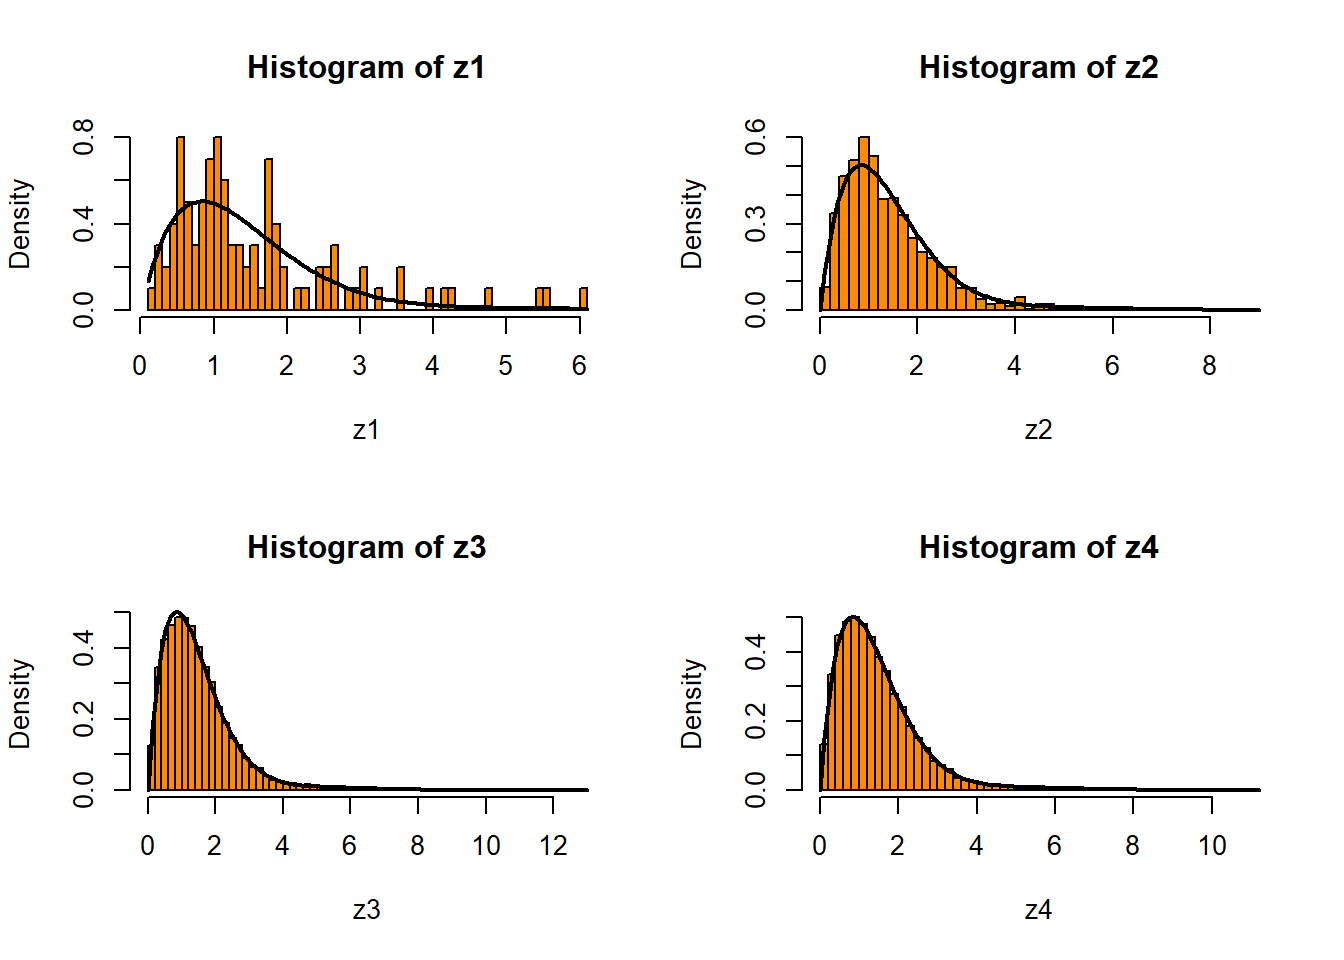 Histogram of z1
Density
0.0 0.4 0.8
0 1 2 3 4 5 6
z1
Histogram of z2
Density
0.0 0.3 0.6
0 2 4 6 8
z2
Histogram of z3
Density
0.0 0.2 0.4
0 2 4 6 8 10 12
z3
Histogram of z4
Density
0.0 0.2 0.4
0 2 4 6 8 10
z4